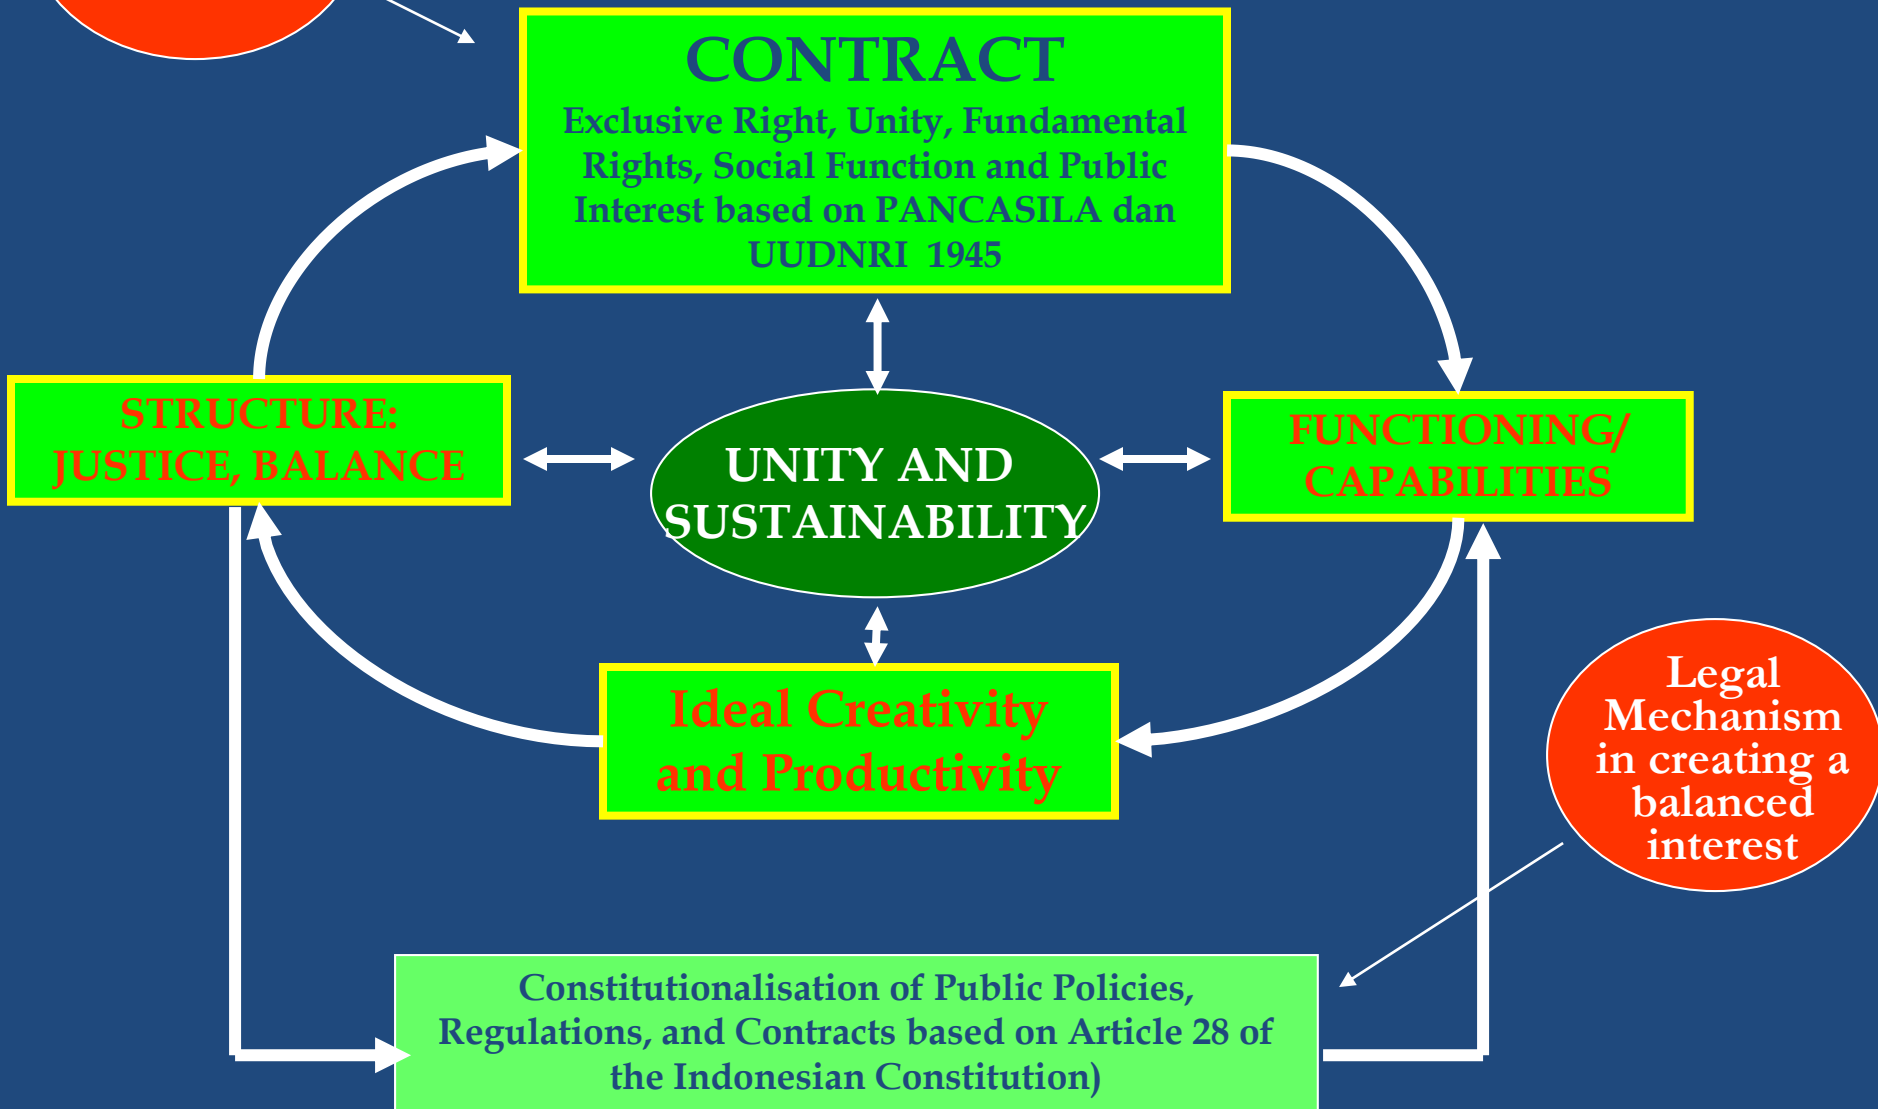 CONTRACT
Exclusive Right, Unity, Fundamental
Rights, Social Function and Public
Interest based on PANCASILA dan
UUDNRI 1945
STRUCTURE:
JUSTICE, BALANCE
UNITY AND
SUSTAINABILITY
FUNCTIONING/
CAPABILITIES
Ideal Creativity
and Productivity
Legal
Mechanism
in creating a
balanced
interest
Constitutionalisation of Public Policies,
Regulations, and Contracts based on Article 28 of
the Indonesian Constitution)